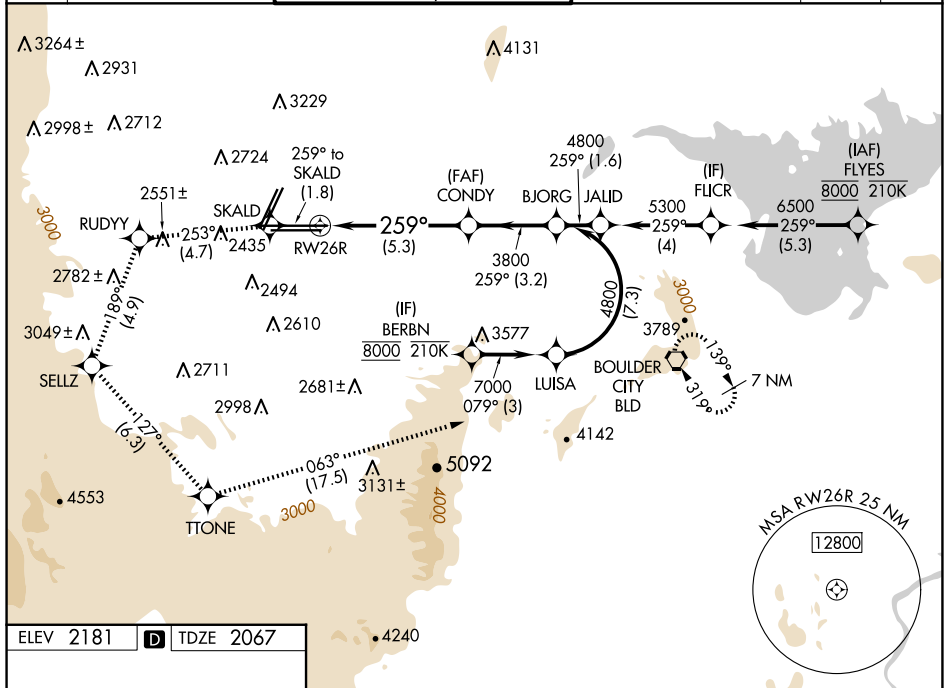 3264±
2931
4131
3229
2998±
2712
2724
259° to
SKALD
(1.8)
4800
259° (1.6)
(IAF)
FLYES
8000 210K
(FAF)
CONDY
BJORG
JALID
(IF)
FLICR
2551±
3000
RUDYY
SKALD
253°
(4.7)
2435
RW26R
259°
(5.3)
3800
259° (3.2)
5300
259°
(4)
6500
259°
(5.3)
2782±
189°
(4.9)
2494
2610
3049±
(IF)
BERBN
8000 210K
3577
4800
(7.3)
3000
3789
139°
7 NM
319°
BOULDER
CITY
BLD
SELLZ
2711
2681±
2998
7000
079° (3)
LUISA
4142
127°
(6.3)
063°
(17.5)
3131±
5092
4000
4553
TTONE
3000
MSA RW26R 25 NM
12800
4240
ELEV 2181 D TDZE 2067